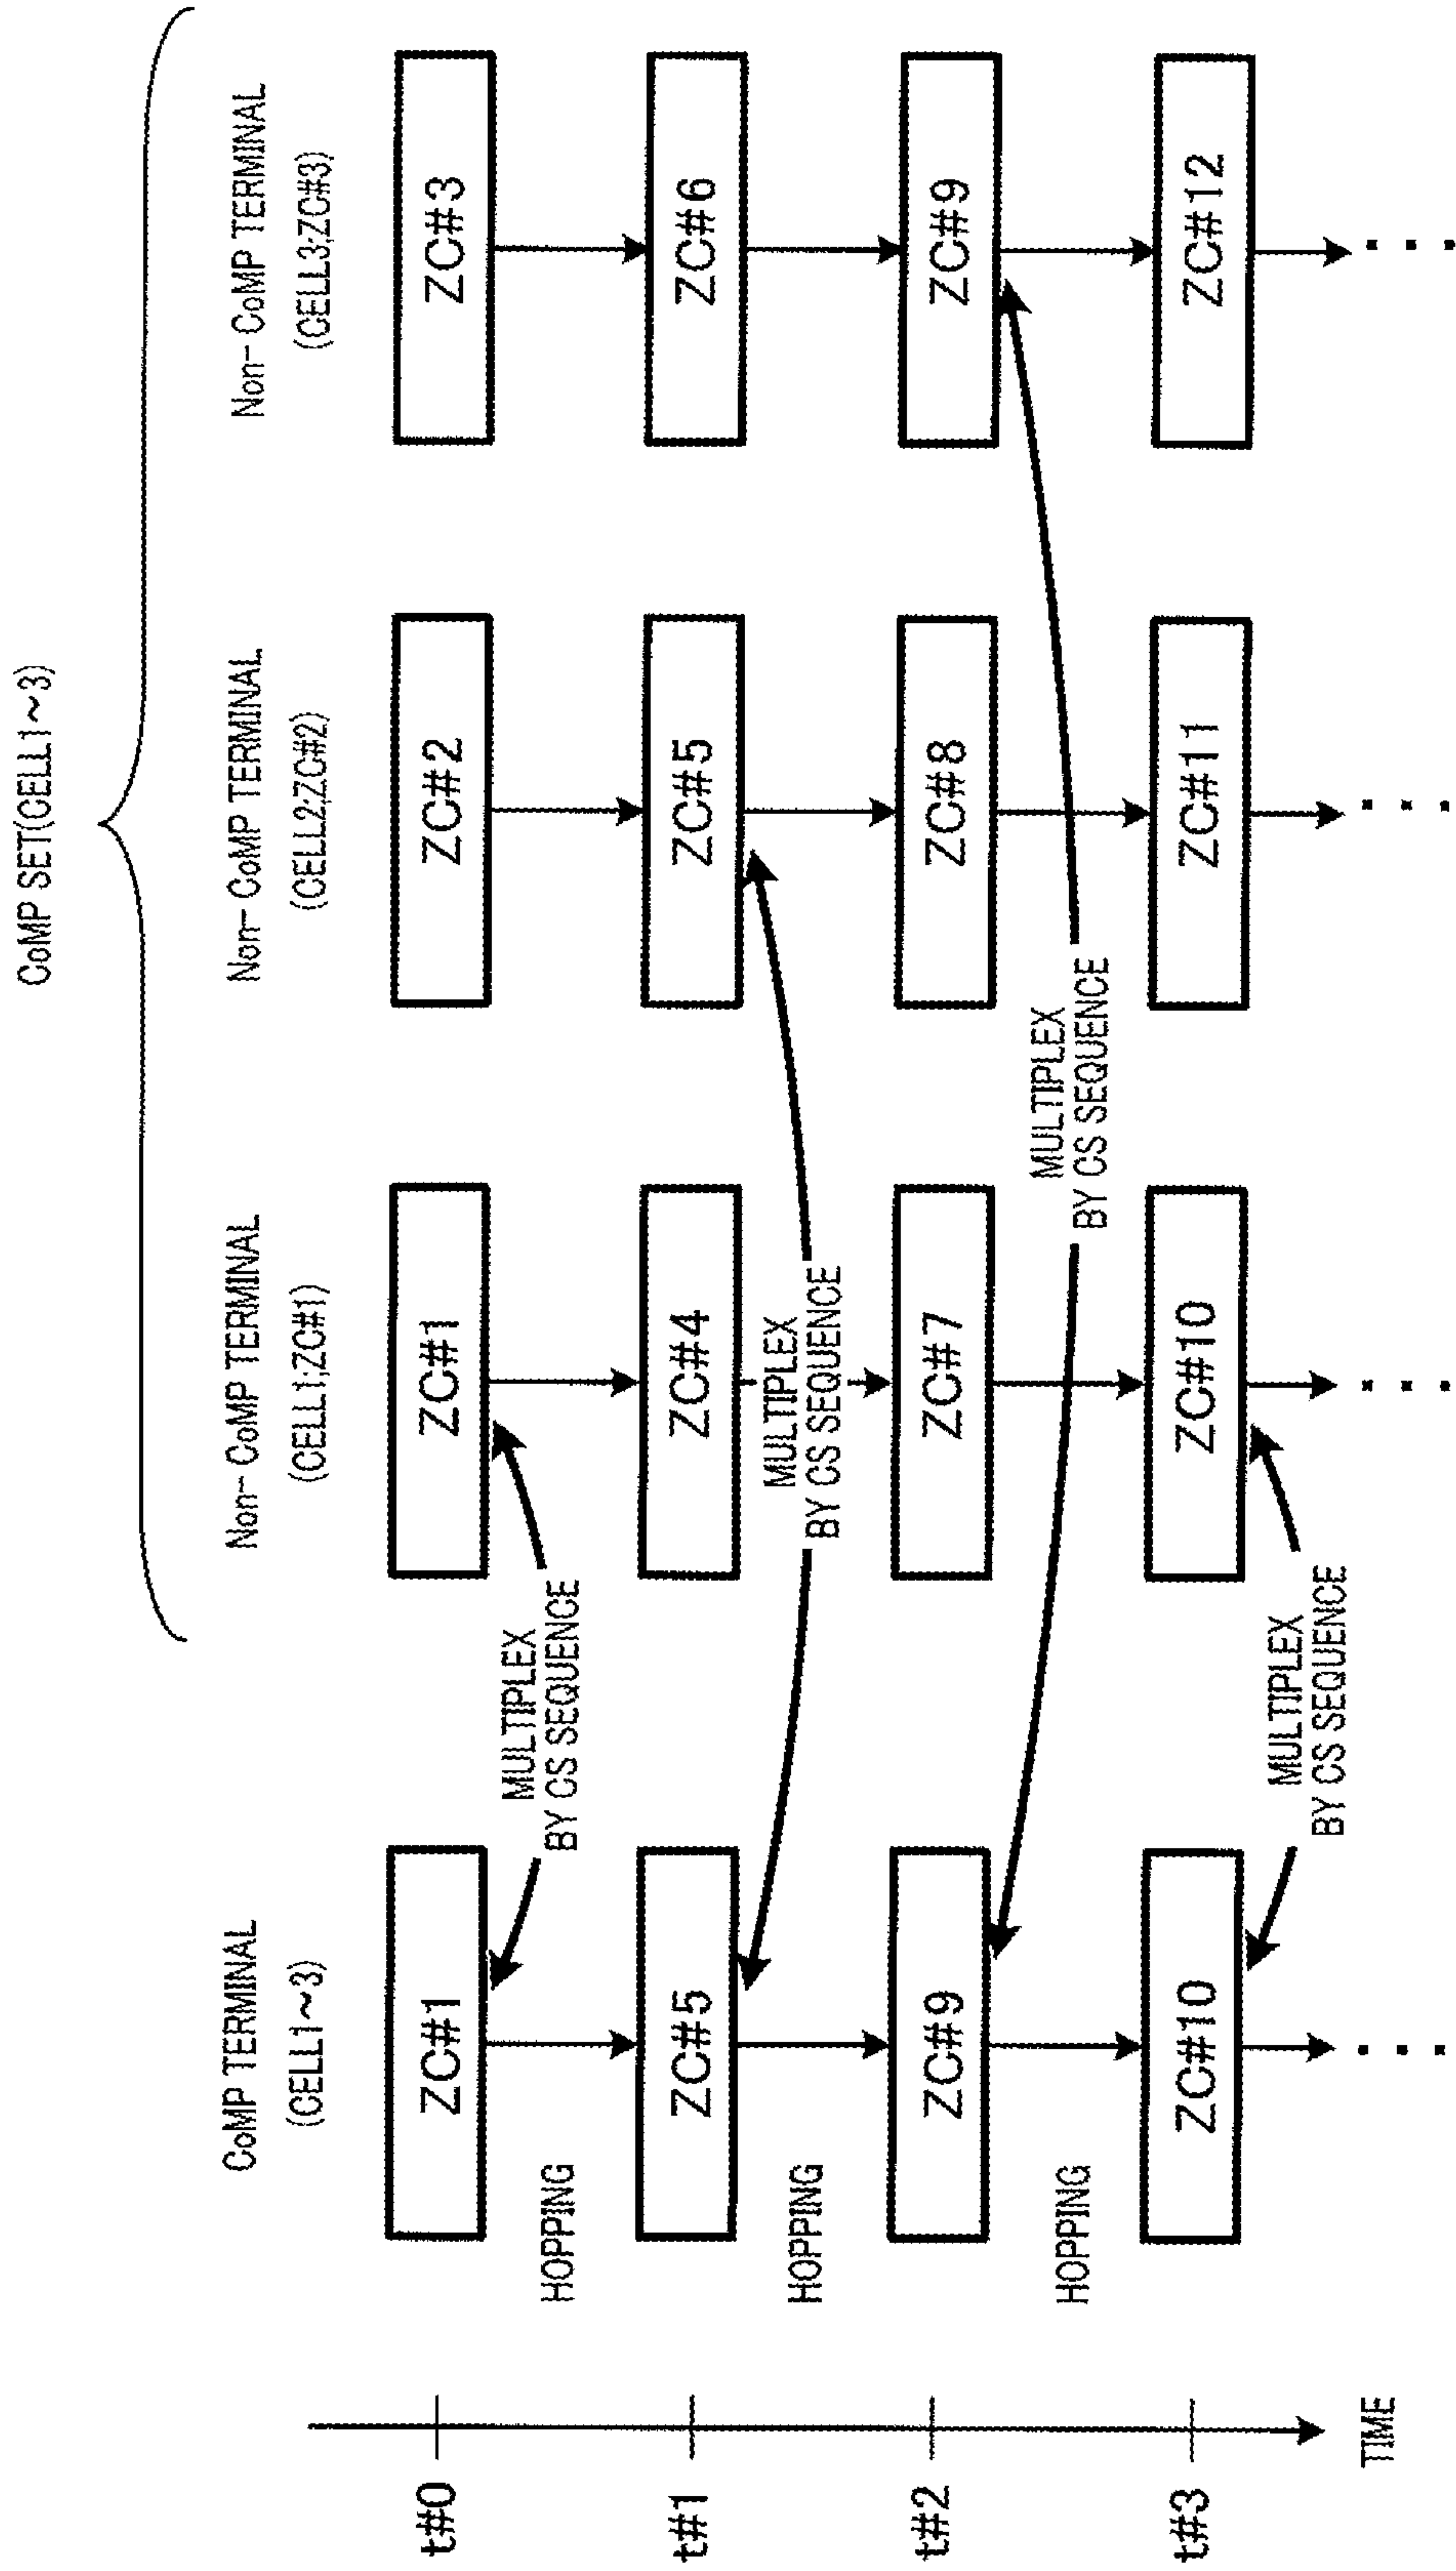 CoMP SET(CELL1~3)
CoMP TERMINAL
(CELL1~3)
Non- CoMP TERMINAL
(CELL1;ZC#1)
Non- CoMP TERMINAL
(CELL2;ZC#2)
Non- CoMP TERMINAL
(CELL3;ZC#3)
t#0
ZC#1
ZC#1
ZC#2
ZC#3
HOPPING
MULTIPLEX
BY CS SEQUENCE
t#1
ZC#5
ZC#4
ZC#5
ZC#6
HOPPING
MULTIPLEX
BY CS SEQUENCE
t#2
ZC#9
ZC#7
ZC#8
ZC#9
HOPPING
MULTIPLEX
BY CS SEQUENCE
t#3
ZC#10
ZC#10
ZC#11
ZC#12
MULTIPLEX
BY CS SEQUENCE
TIME